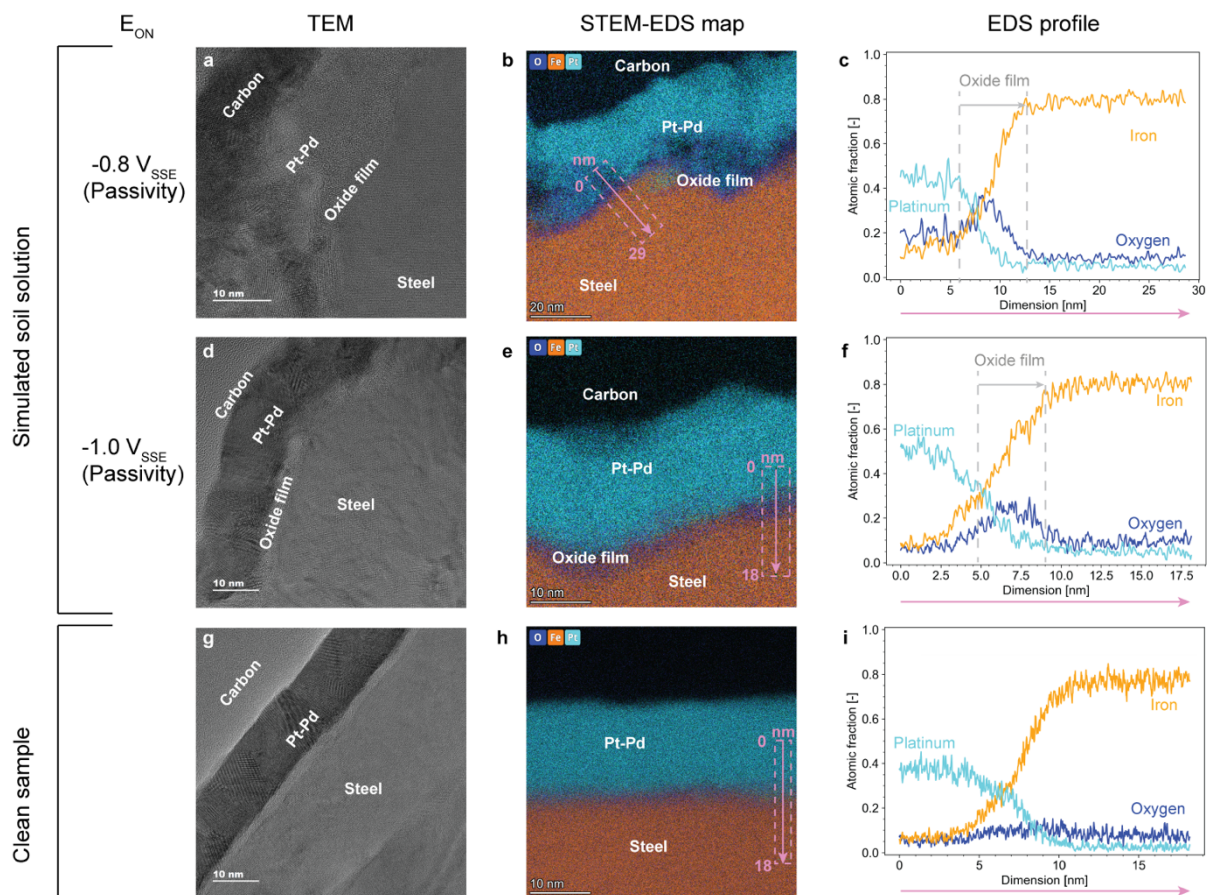 E_ON TEM STEM-EDS map EDS profile
Simulated soil solution
-0.8 V_SSE
(Passivity)
a
Carbon
Pt-Pd
Oxide film
Steel
10 nm
b
O Fe Pt
Carbon
Pt-Pd
nm
0
Oxide film
29
Steel
20 nm
c
Oxide film
Iron
Platinum
Oxygen
Atomic fraction [-]
1.0
0.8
0.6
0.4
0.2
0.0
0 5 10 15 20 25 30
Dimension [nm]
-1.0 V_SSE
(Passivity)
d
Carbon
Pt-Pd
Oxide film
Steel
10 nm
e
O Fe Pt
Carbon
Pt-Pd
nm
0
Oxide film
18
Steel
10 nm
f
Oxide film
Iron
Platinum
Oxygen
Atomic fraction [-]
1.0
0.8
0.6
0.4
0.2
0.0
0.0 2.5 5.0 7.5 10.0 12.5 15.0 17.5
Dimension [nm]
Clean sample
g
Carbon
Pt-Pd
Steel
10 nm
h
O Fe Pt
Pt-Pd
nm
0
Steel
18
10 nm
i
Iron
Platinum
Oxygen
Atomic fraction [-]
1.0
0.8
0.6
0.4
0.2
0.0
0 5 10 15
Dimension [nm]